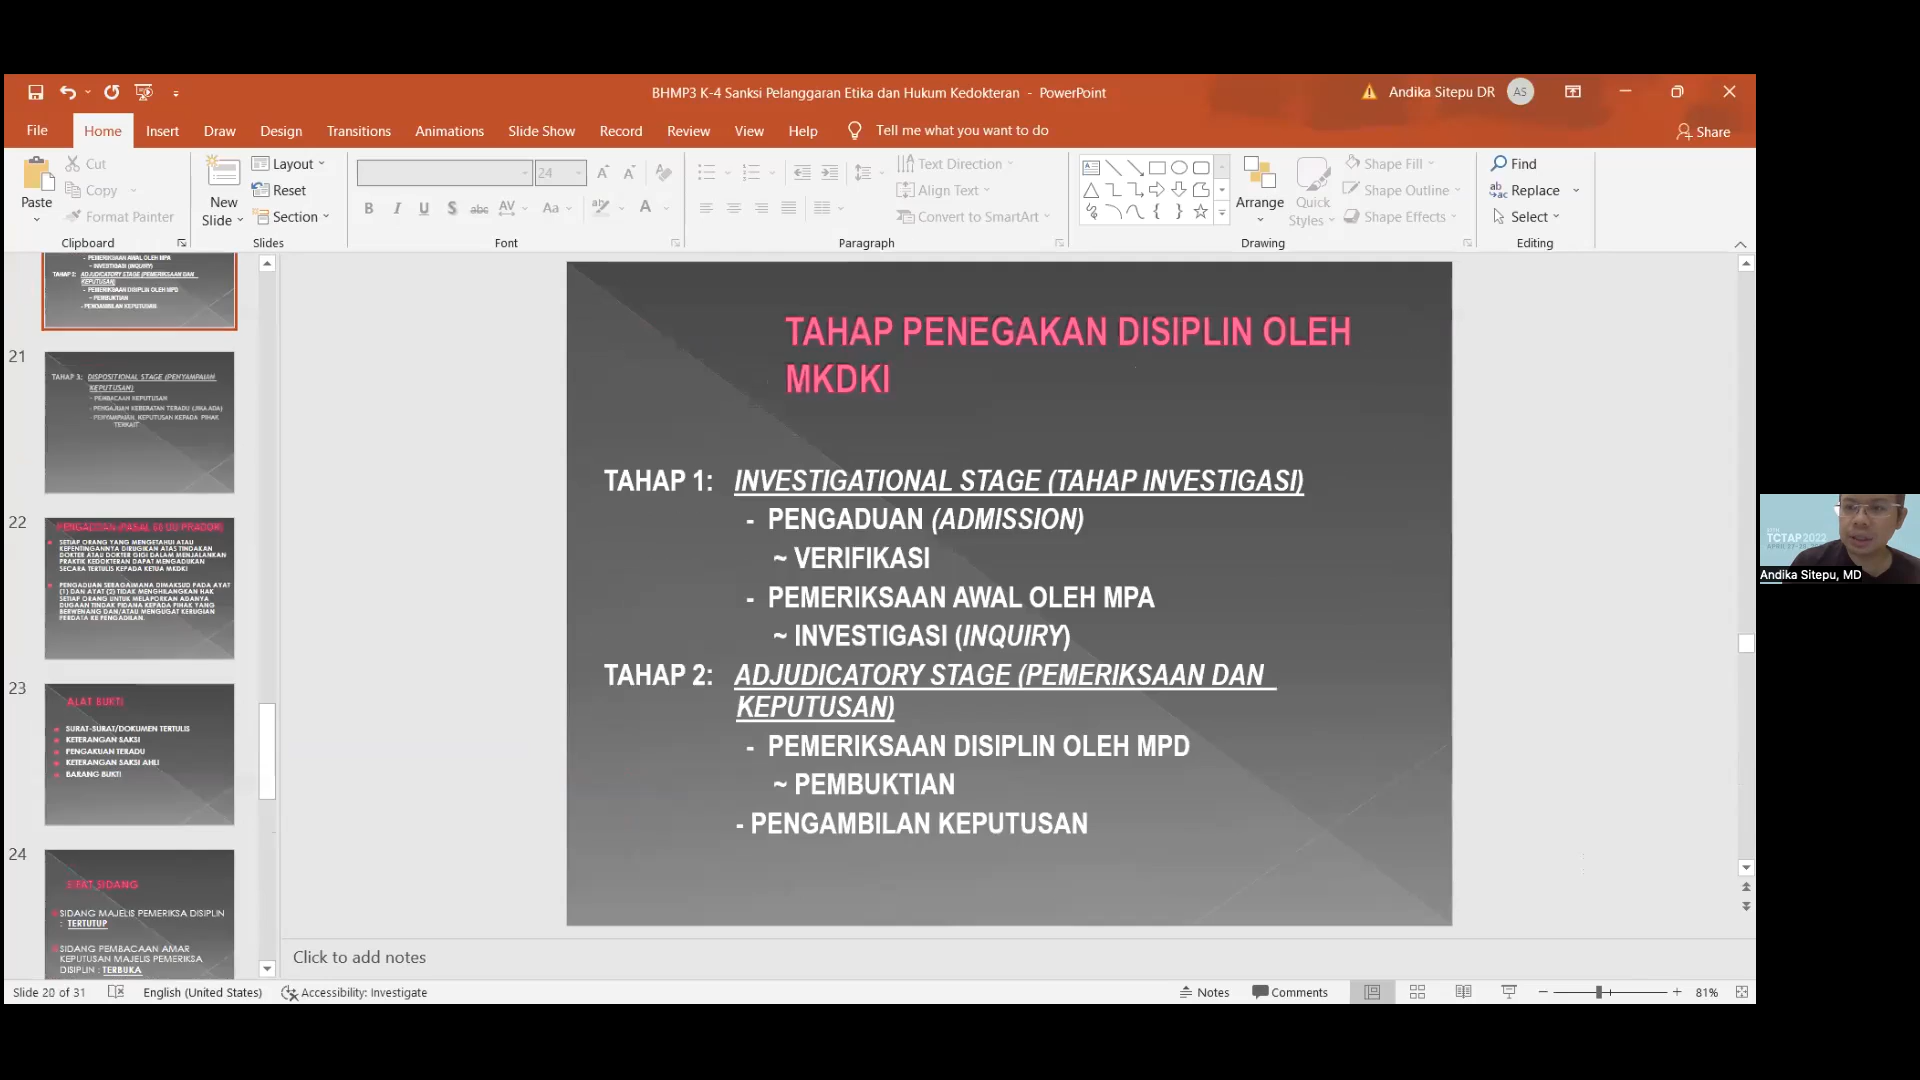 BHMP3 K-4 Sanksi Pelanggaran Etika dan Hukum Kedokteran - PowerPoint
Andika Sitepu DR
AS
File Home Insert Draw Design Transitions Animations Slide Show Record Review View Help Tell me what you want to do
Share
Paste
Cut
Copy
Format Painter
Clipboard
New Slide
Layout
Reset
Section
Slides
24
Font
Text Direction
Align Text
Convert to SmartArt
Paragraph
Arrange
Quick Styles
Shape Fill
Shape Outline
Shape Effects
Drawing
Find
Replace
Select
Editing
- PEMERIKSAAN AWAL OLEH MPA
~ INVESTIGASI (INQUIRY)
TAHAP 2: ADJUDICATORY STAGE (PEMERIKSAAN DAN
KEPUTUSAN)
- PEMERIKSAAN DISIPLIN OLEH MPD
~ PEMBUKTIAN
- PENGAMBILAN KEPUTUSAN
21
TAHAP 3: DISPOSITIONAL STAGE (PENYAMPAIAN
KEPUTUSAN)
- PEMBACAAN KEPUTUSAN
- PENGAJUAN KEBERATAN TERADU (JIKA ADA)
- PENYAMPAIAN KEPUTUSAN KEPADA PIHAK
TERKAIT
22
PENGADUAN (PASAL 66 UU PRADOK)
SETIAP ORANG YANG MENGETAHUI ATAU
KEPENTINGANNYA DIRUGIKAN ATAS TINDAKAN
DOKTER ATAU DOKTER GIGI DALAM MENJALANKAN
PRAKTIK KEDOKTERAN DAPAT MENGADUKAN
SECARA TERTULIS KEPADA KETUA MKDKI
PENGADUAN SEBAGAIMANA DIMAKSUD PADA AYAT
(1) DAN AYAT (2) TIDAK MENGHILANGKAN HAK
SETIAP ORANG UNTUK MELAPORKAN ADANYA
DUGAAN TINDAK PIDANA KEPADA PIHAK YANG
BERWENANG DAN/ATAU MENGGUGAT KERUGIAN
PERDATA KE PENGADILAN.
23
ALAT BUKTI
SURAT-SURAT/DOKUMEN TERTULIS
KETERANGAN SAKSI
PENGAKUAN TERADU
KETERANGAN SAKSI AHLI
BARANG BUKTI
24
SIFAT SIDANG
SIDANG MAJELIS PEMERIKSA DISIPLIN
: TERTUTUP
SIDANG PEMBACAAN AMAR
KEPUTUSAN MAJELIS PEMERIKSA
DISIPLIN : TERBUKA
TAHAP PENEGAKAN DISIPLIN OLEH
MKDKI
TAHAP 1: INVESTIGATIONAL STAGE (TAHAP INVESTIGASI)
- PENGADUAN (ADMISSION)
~ VERIFIKASI
- PEMERIKSAAN AWAL OLEH MPA
~ INVESTIGASI (INQUIRY)
TAHAP 2: ADJUDICATORY STAGE (PEMERIKSAAN DAN
KEPUTUSAN)
- PEMERIKSAAN DISIPLIN OLEH MPD
~ PEMBUKTIAN
- PENGAMBILAN KEPUTUSAN
Click to add notes
Slide 20 of 31 English (United States) Accessibility: Investigate
Notes Comments 81%
TCTAP2022
Andika Sitepu, MD